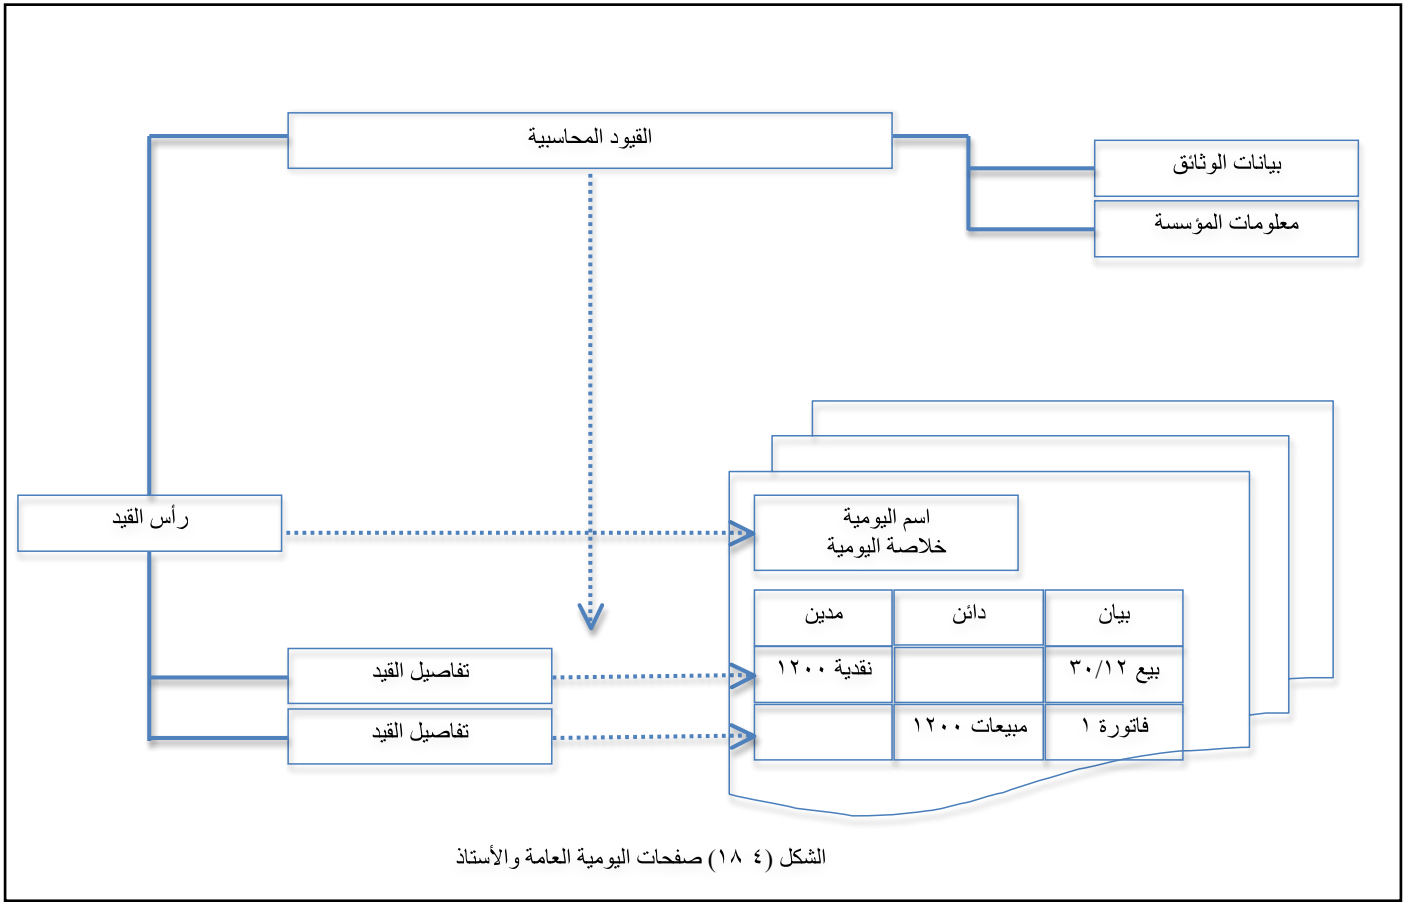 القيود المحاسبية
بيانات الوثائق
معلومات المؤسسة
رأس القيد
اسم اليومية
خلاصة اليومية
بيان دائن مدين
بيع ٣٠/١٢ نقدية ١٢٠٠
فاتورة ١ مبيعات ١٢٠٠
تفاصيل القيد
تفاصيل القيد
الشكل (٤ ١٨) صفحات اليومية العامة والأستاذ